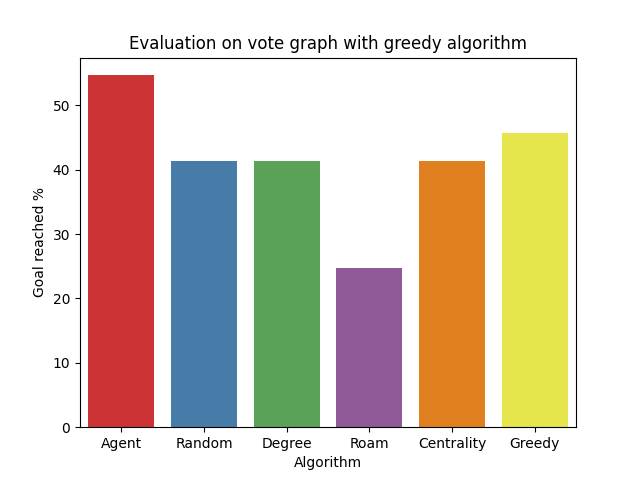 Evaluation on vote graph with greedy algorithm
Goal reached %
50
40
30
20
10
0
Agent Random Degree Roam Centrality Greedy
Algorithm